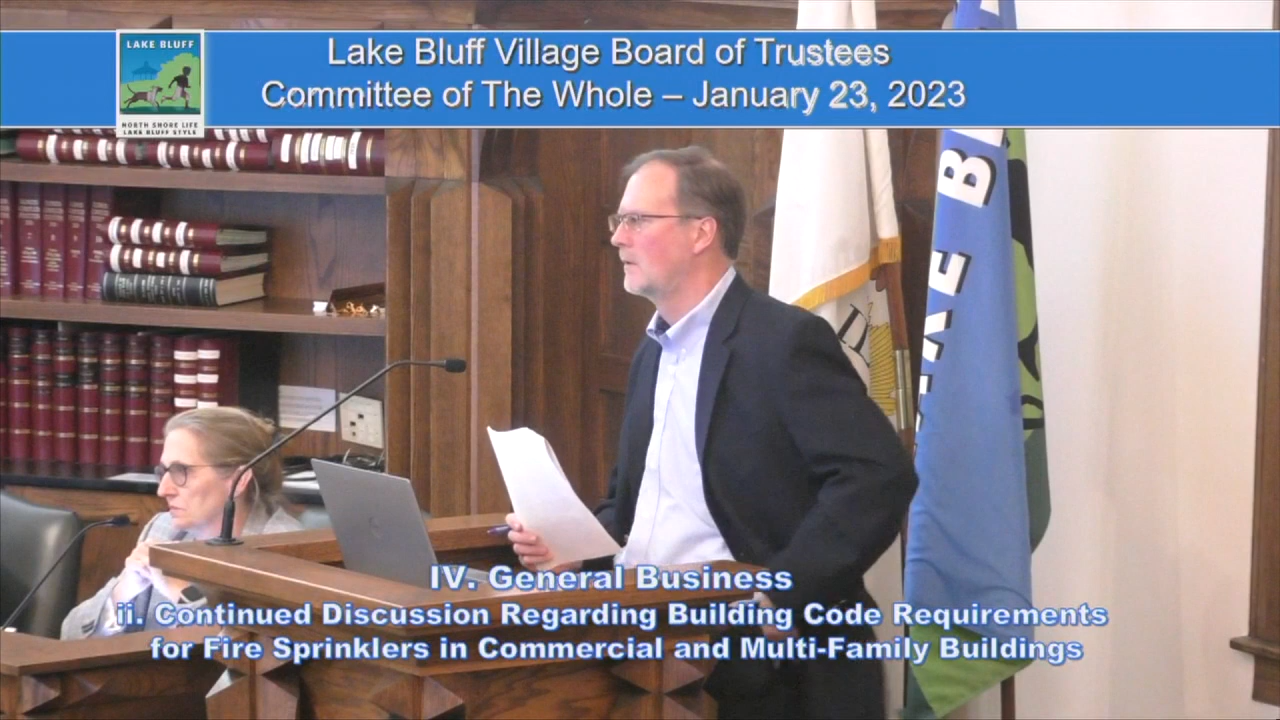 LAKE BLUFF
NORTH SHORE LIFE
LAKE BLUFF STYLE
Lake Bluff Village Board of Trustees
Committee of The Whole – January 23, 2023
IV. General Business
ii. Continued Discussion Regarding Building Code Requirements
for Fire Sprinklers in Commercial and Multi-Family Buildings